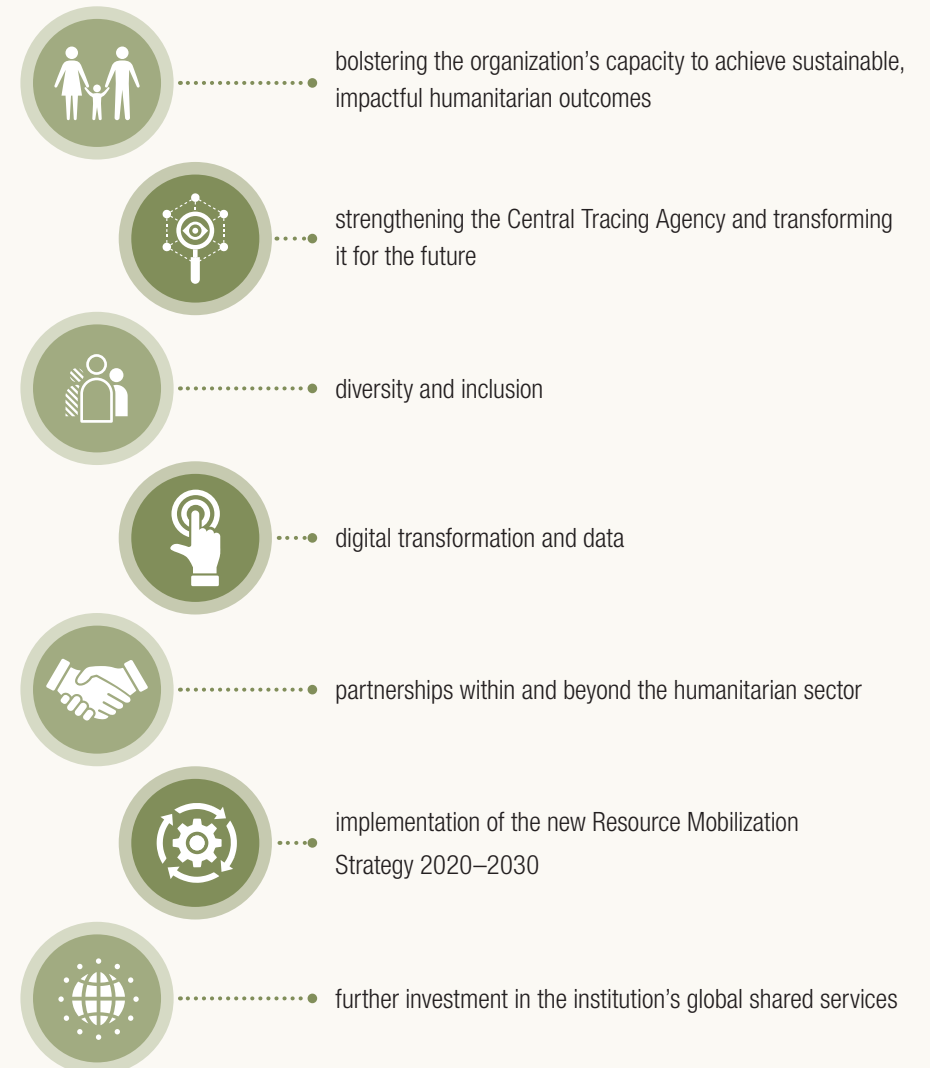 bolstering the organization’s capacity to achieve sustainable,
impactful humanitarian outcomes
strengthening the Central Tracing Agency and transforming
it for the future
diversity and inclusion
digital transformation and data
partnerships within and beyond the humanitarian sector
implementation of the new Resource Mobilization
Strategy 2020–2030
further investment in the institution’s global shared services